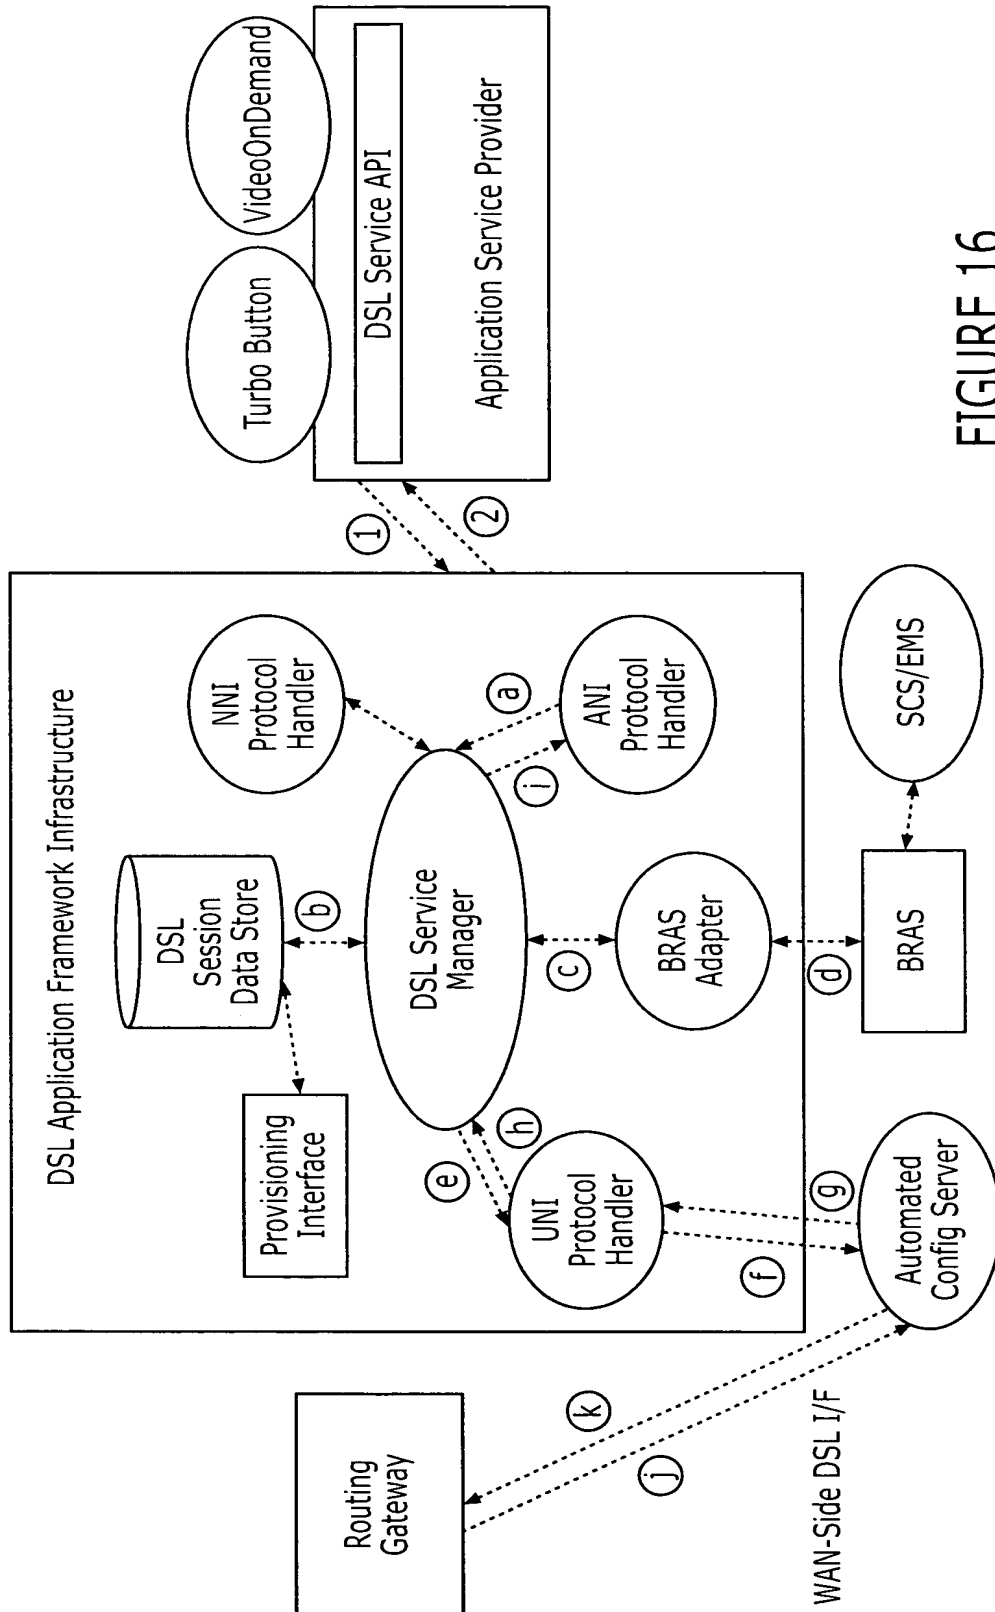 DSL Application Framework Infrastructure
Routing
Gateway
Provisioning
Interface
DSL
Session
Data Store
NNI
Protocol
Handler
Turbo Button
VideoOnDemand
DSL Service API
Application Service Provider
1
2
b
DSL Service
Manager
a
i
e
h
c
UNI
Protocol
Handler
BRAS
Adapter
ANI
Protocol
Handler
k
j
f
g
d
WAN-Side DSL I/F
Automated
Config Server
BRAS
SCS/EMS
FIGURE 16